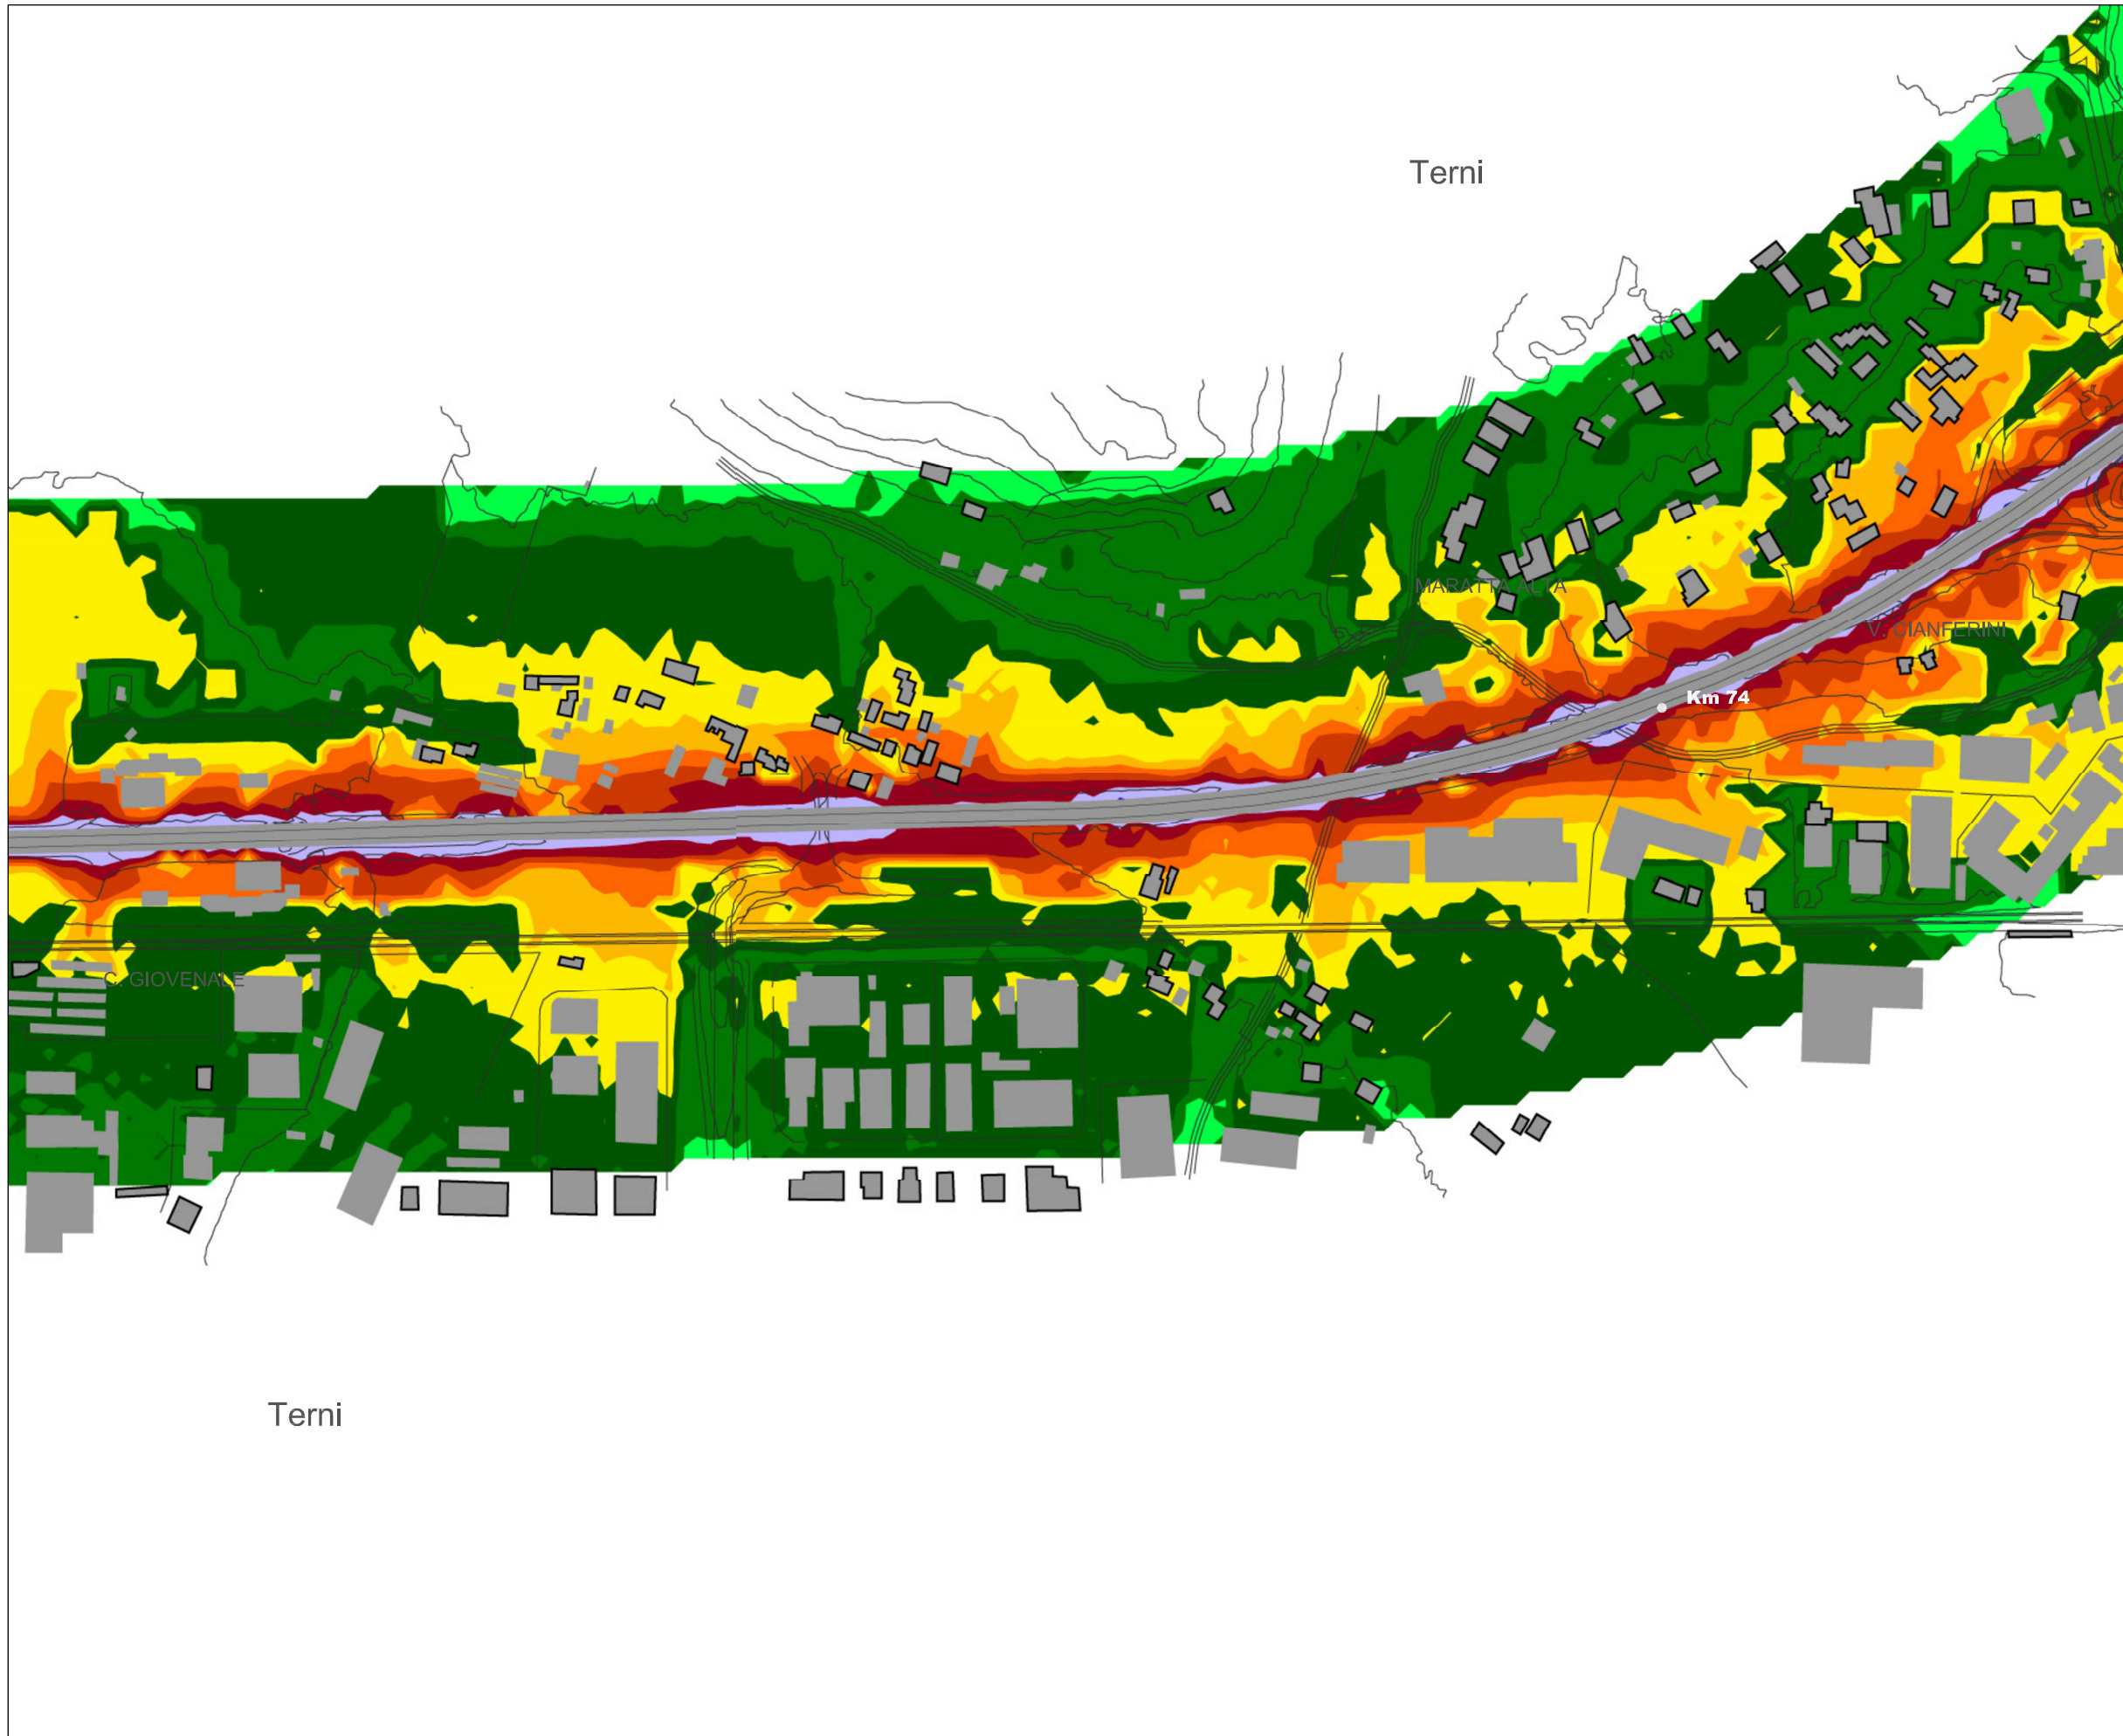 Terni
MARATTA ALTA
V. CIANFERINI
Km 74
C. GIOVENALE
Terni